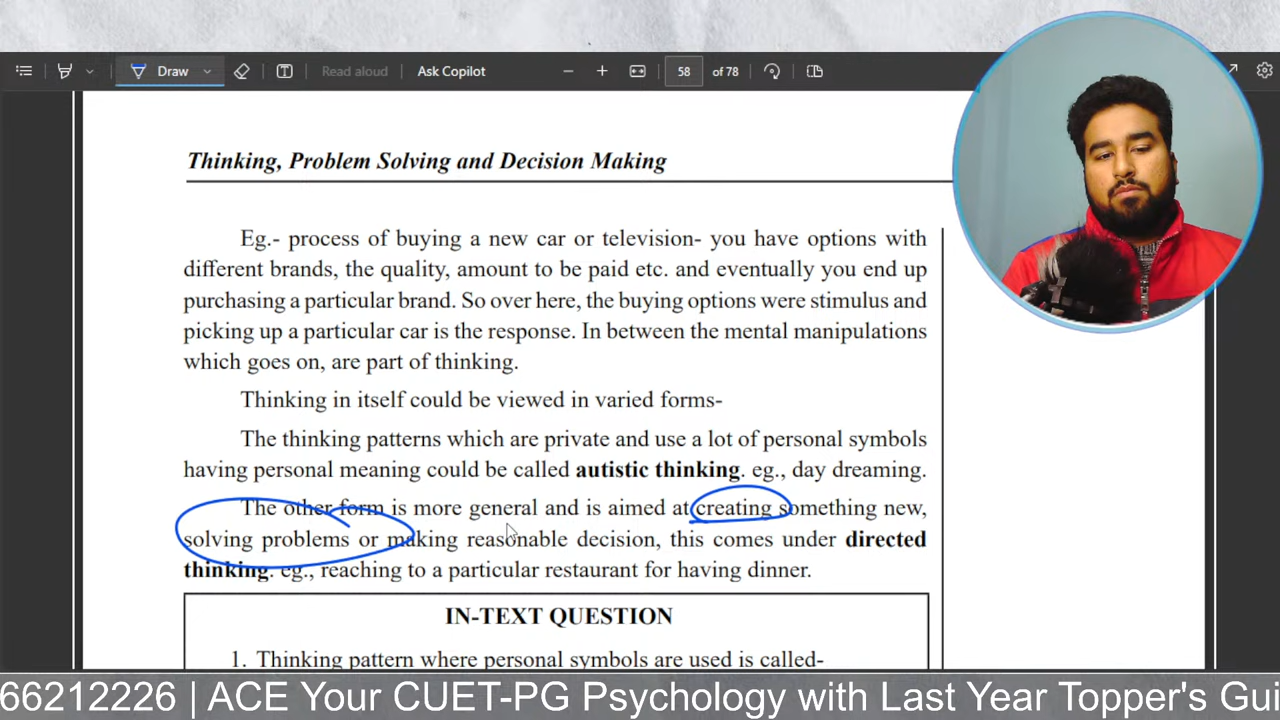 Draw
Read aloud
Ask Copilot
58
of 78
Thinking, Problem Solving and Decision Making
Eg.- process of buying a new car or television- you have options with
different brands, the quality, amount to be paid etc. and eventually you end up
purchasing a particular brand. So over here, the buying options were stimulus and
picking up a particular car is the response. In between the mental manipulations
which goes on, are part of thinking.
Thinking in itself could be viewed in varied forms-
The thinking patterns which are private and use a lot of personal symbols
having personal meaning could be called autistic thinking. eg., day dreaming.
The other form is more general and is aimed at creating something new,
solving problems or making reasonable decision, this comes under directed
thinking. eg., reaching to a particular restaurant for having dinner.
IN-TEXT QUESTION
1. Thinking pattern where personal symbols are used is called-
66212226 | ACE Your CUET-PG Psychology with Last Year Topper's Gui